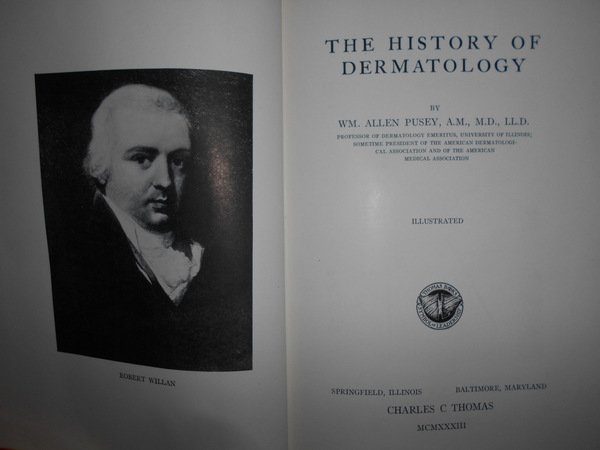 ROBERT WILLAN
THE HISTORY OF
DERMATOLOGY
BY
WM. ALLEN PUSEY, A.M., M.D., LL.D.
PROFESSOR OF DERMATOLOGY EMERITUS, UNIVERSITY OF ILLINOIS;
SOMETIME PRESIDENT OF THE AMERICAN DERMATOLOGI-
CAL ASSOCIATION AND OF THE AMERICAN
MEDICAL ASSOCIATION
ILLUSTRATED
THOMAS BOOKS
SPRINGFIELD, ILLINOIS BALTIMORE, MARYLAND
CHARLES C THOMAS
MCMXXXIII